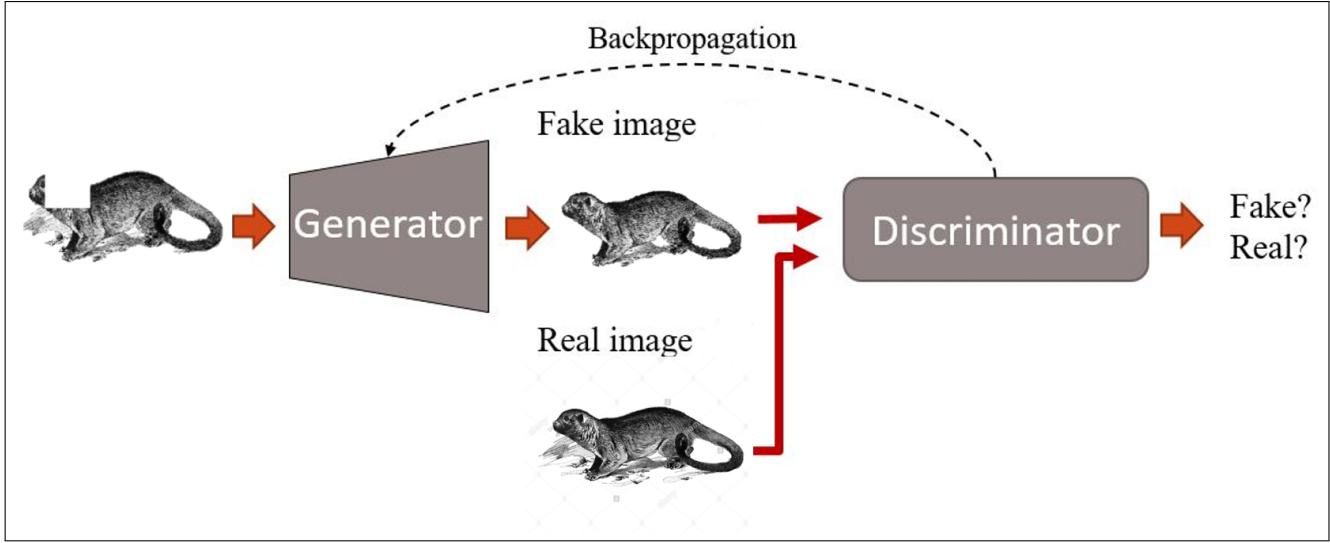 Backpropagation
Fake image
Generator
Discriminator
Fake?
Real?
Real image